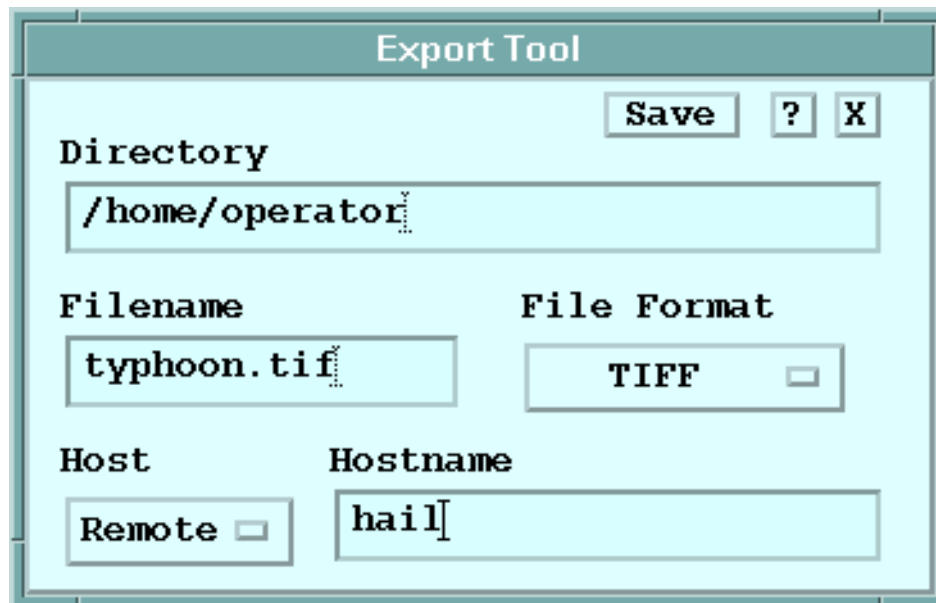 Export Tool
Save ? X
Directory
/home/operator
Filename File Format
typhoon.tif TIFF
Host Hostname
Remote hail